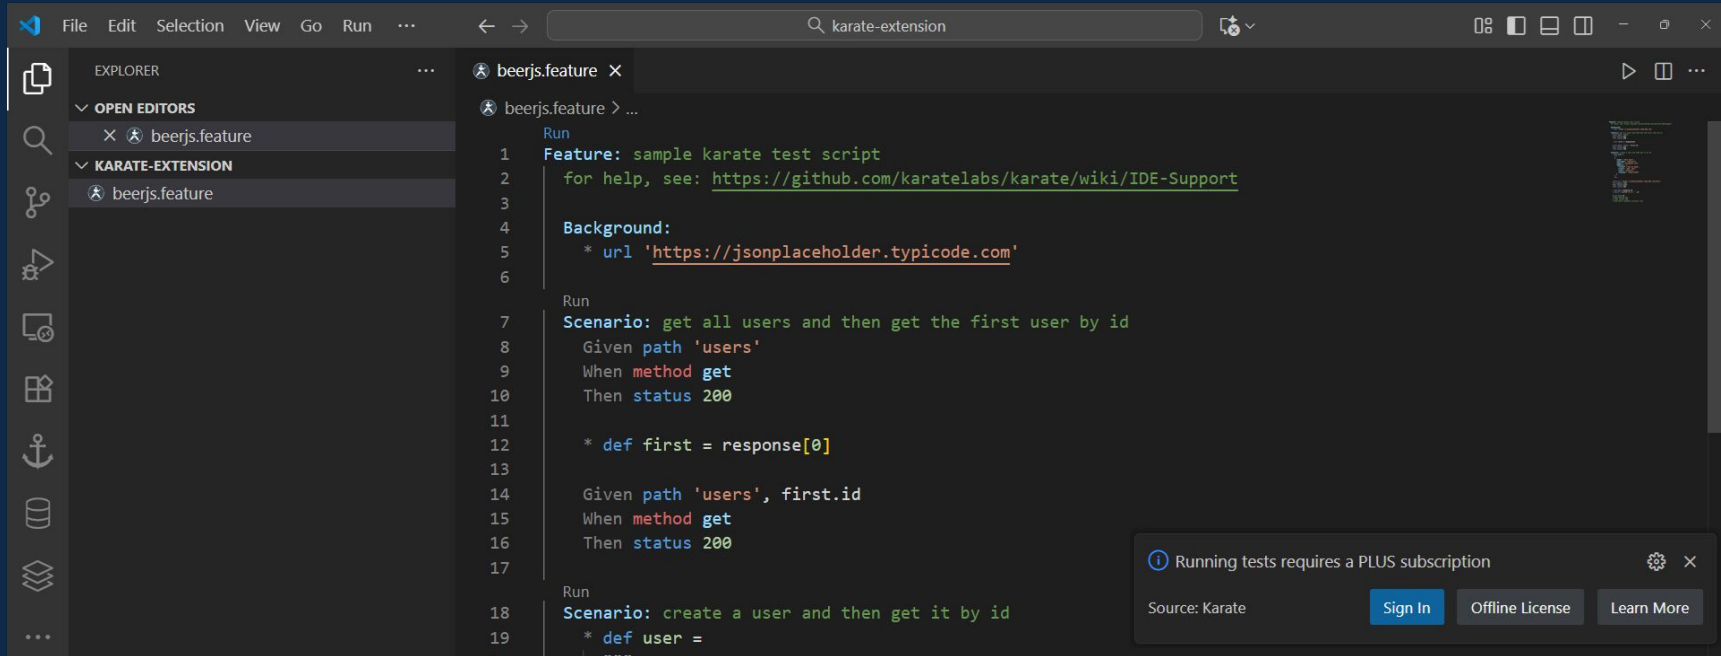 File Edit Selection View Go Run ...
karate-extension
EXPLORER ...
OPEN EDITORS
beerjs.feature
KARATE-EXTENSION
beerjs.feature
beerjs.feature
beerjs.feature > ...
Run
1 Feature: sample karate test script
2 for help, see: https://github.com/karatelabs/karate/wiki/IDE-Support
3
4 Background:
5 * url 'https://jsonplaceholder.typicode.com'
6
Run
7 Scenario: get all users and then get the first user by id
8 Given path 'users'
9 When method get
10 Then status 200
11
12 * def first = response[0]
13
14 Given path 'users', first.id
15 When method get
16 Then status 200
17
Run
18 Scenario: create a user and then get it by id
19 * def user =
Running tests requires a PLUS subscription
Source: Karate
Sign In
Offline License
Learn More